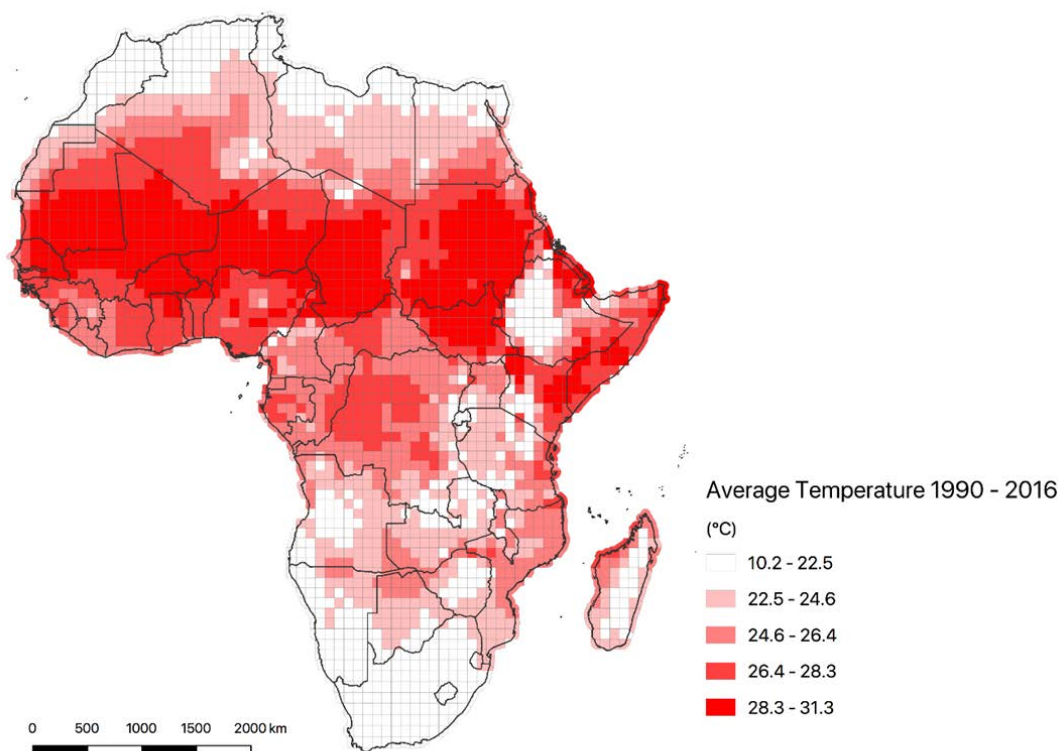 Average Temperature 1990 - 2016
(°C)
10.2 - 22.5
22.5 - 24.6
24.6 - 26.4
26.4 - 28.3
28.3 - 31.3
0 500 1000 1500 2000 km